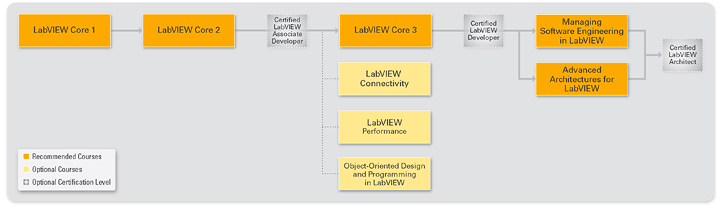 LabVIEW Core 1
LabVIEW Core 2
Certified
LabVIEW
Associate
Developer
LabVIEW Core 3
Certified
LabVIEW
Developer
Managing
Software Engineering
in LabVIEW
Certified
LabVIEW
Architect
Advanced
Architectures for
LabVIEW
LabVIEW
Connectivity
LabVIEW
Performance
Object-Oriented Design
and Programming
in LabVIEW
Recommended Courses
Optional Courses
Optional Certification Level